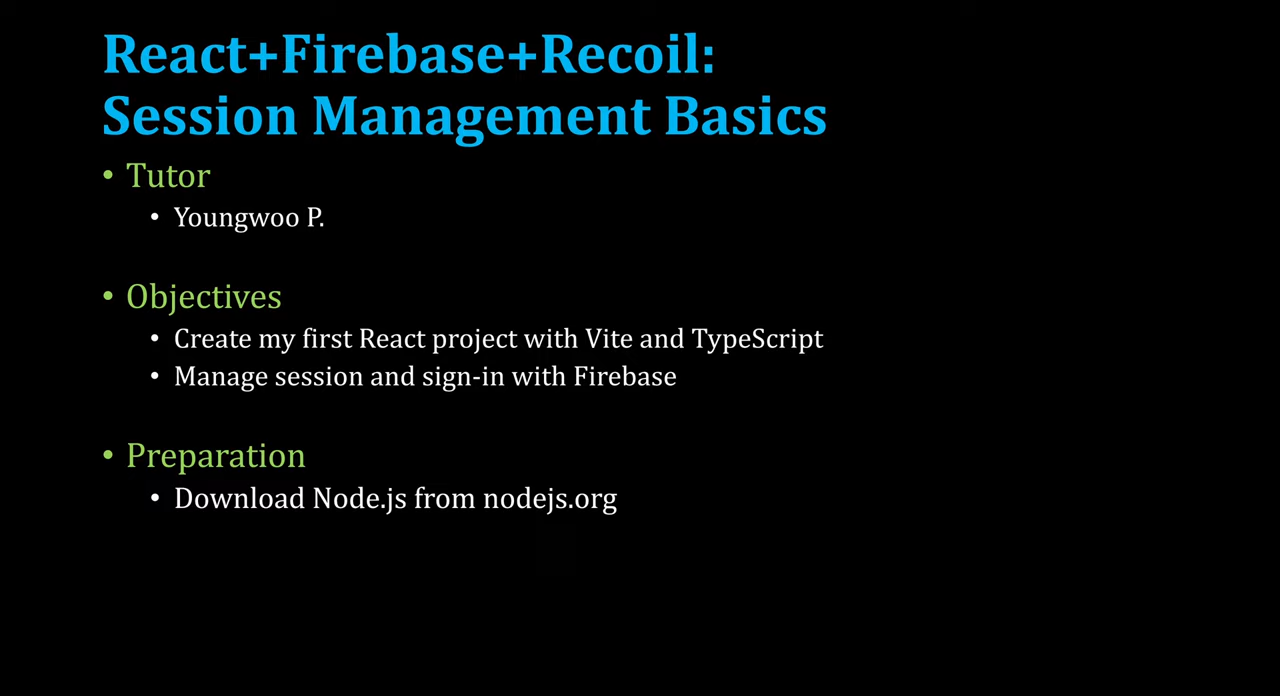 React+Firebase+Recoil:
Session Management Basics
• Tutor
• Youngwoo P.
• Objectives
• Create my first React project with Vite and TypeScript
• Manage session and sign-in with Firebase
• Preparation
• Download Node.js from nodejs.org